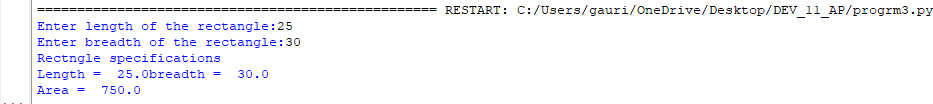 ================================================== RESTART: C:/Users/gauri/OneDrive/Desktop/DEV_11_AP/progrm3.py
Enter length of the rectangle:25
Enter breadth of the rectangle:30
Rectngle specifications
Length =  25.0breadth =  30.0
Area =  750.0
...